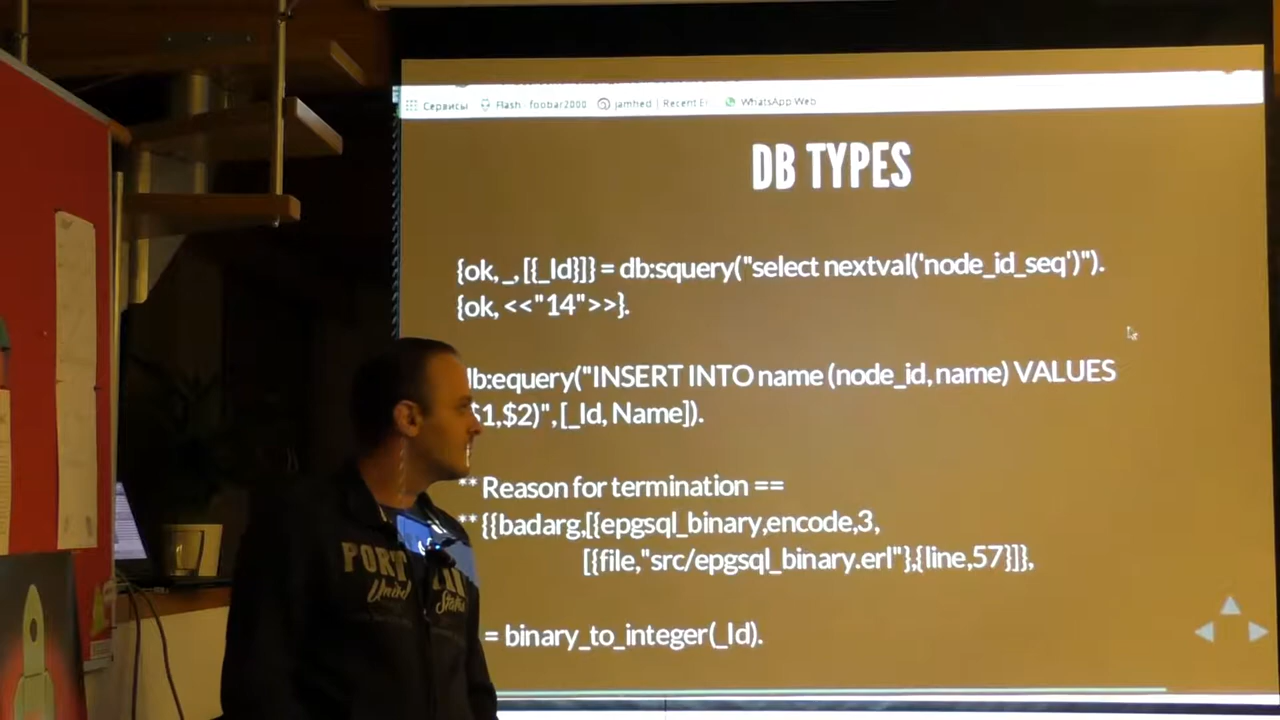 Сервисы Flash · foobar2000 jamhed | Recent E WhatsApp Web
DB TYPES
{ok, _, [{_Id}]} = db:squery("select nextval('node_id_seq')").
{ok, <<"14">>}.
db:equery("INSERT INTO name (node_id, name) VALUES
$1,$2)", [_Id, Name]).
** Reason for termination ==
** {{badarg,[{epgsql_binary,encode,3,
[{file,"src/epgsql_binary.erl"},{line,57}]},
= binary_to_integer(_Id).
PORT
United